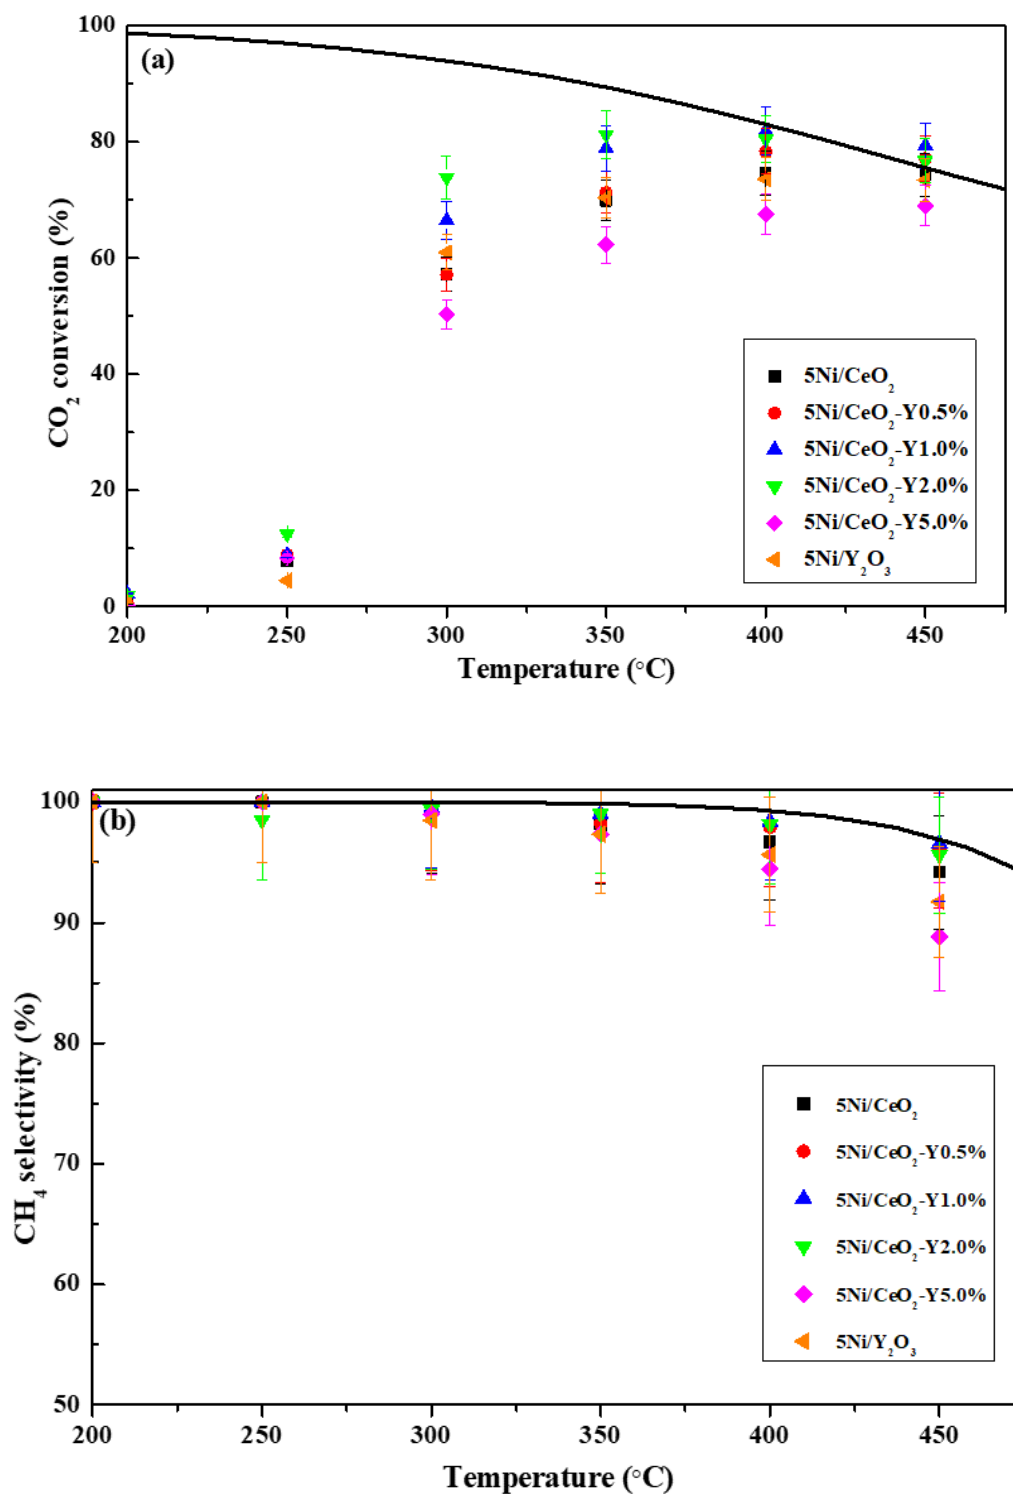 100
(a)
80
60
40
20
0
CO₂ conversion (%)
5Ni/CeO₂
5Ni/CeO₂-Y0.5%
5Ni/CeO₂-Y1.0%
5Ni/CeO₂-Y2.0%
5Ni/CeO₂-Y5.0%
5Ni/Y₂O₃
200 250 300 350 400 450
Temperature (°C)
100
(b)
90
80
70
60
50
CH₄ selectivity (%)
5Ni/CeO₂
5Ni/CeO₂-Y0.5%
5Ni/CeO₂-Y1.0%
5Ni/CeO₂-Y2.0%
5Ni/CeO₂-Y5.0%
5Ni/Y₂O₃
200 250 300 350 400 450
Temperature (°C)